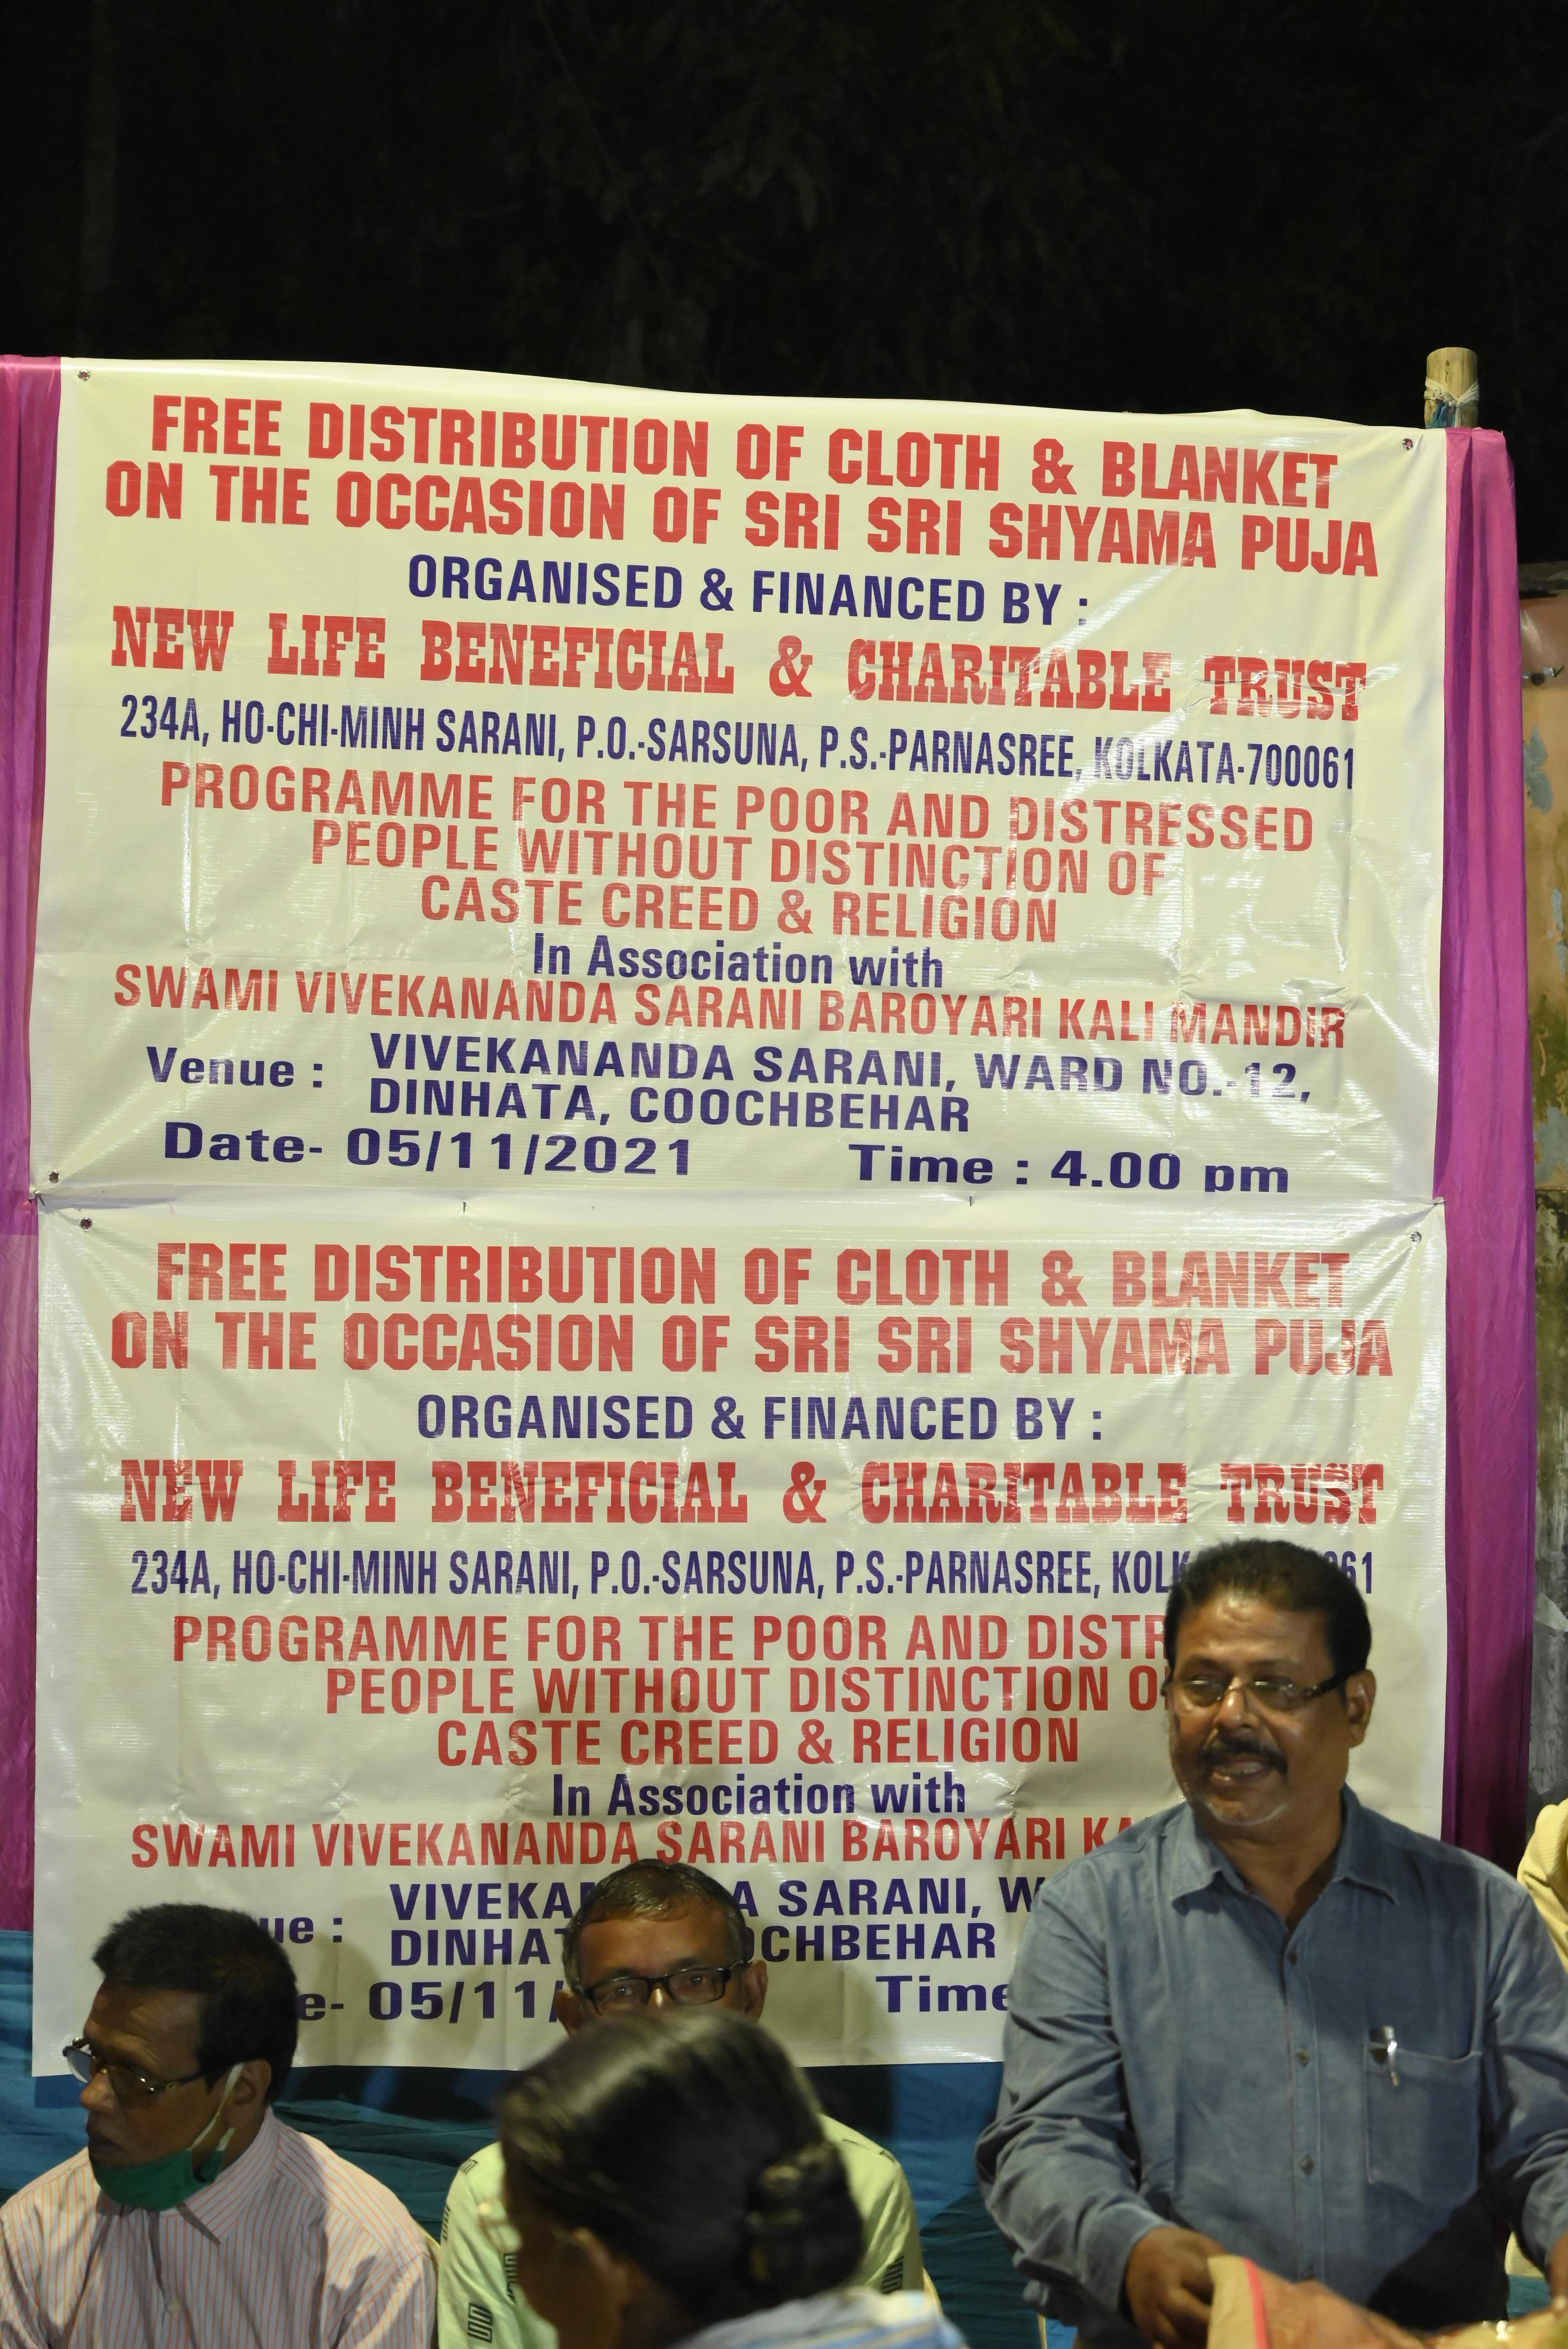 FREE DISTRIBUTION OF CLOTH & BLANKET
ON THE OCCASION OF SRI SRI SHYAMA PUJA
ORGANISED & FINANCED BY :
NEW LIFE BENEFICIAL & CHARITABLE TRUST
234A, HO-CHI-MINH SARANI, P.O.-SARSUNA, P.S.-PARNASREE, KOLKATA-700061
PROGRAMME FOR THE POOR AND DISTRESSED
PEOPLE WITHOUT DISTINCTION OF
CASTE CREED & RELIGION
In Association with
SWAMI VIVEKANANDA SARANI BAROYARI KALI MANDIR
Venue : VIVEKANANDA SARANI, WARD NO.-12,
DINHATA, COOCHBEHAR
Date- 05/11/2021 Time : 4.00 pm
FREE DISTRIBUTION OF CLOTH & BLANKET
ON THE OCCASION OF SRI SRI SHYAMA PUJA
ORGANISED & FINANCED BY :
NEW LIFE BENEFICIAL & CHARITABLE TRUST
234A, HO-CHI-MINH SARANI, P.O.-SARSUNA, P.S.-PARNASREE,
PROGRAMME FOR THE POOR AND
PEOPLE WITHOUT DISTINCTION
CASTE CREED & RELIGION
In Association with
SWAMI VIVEKANANDA SARANI BAROYARI
SARANI,
05/11/ Time